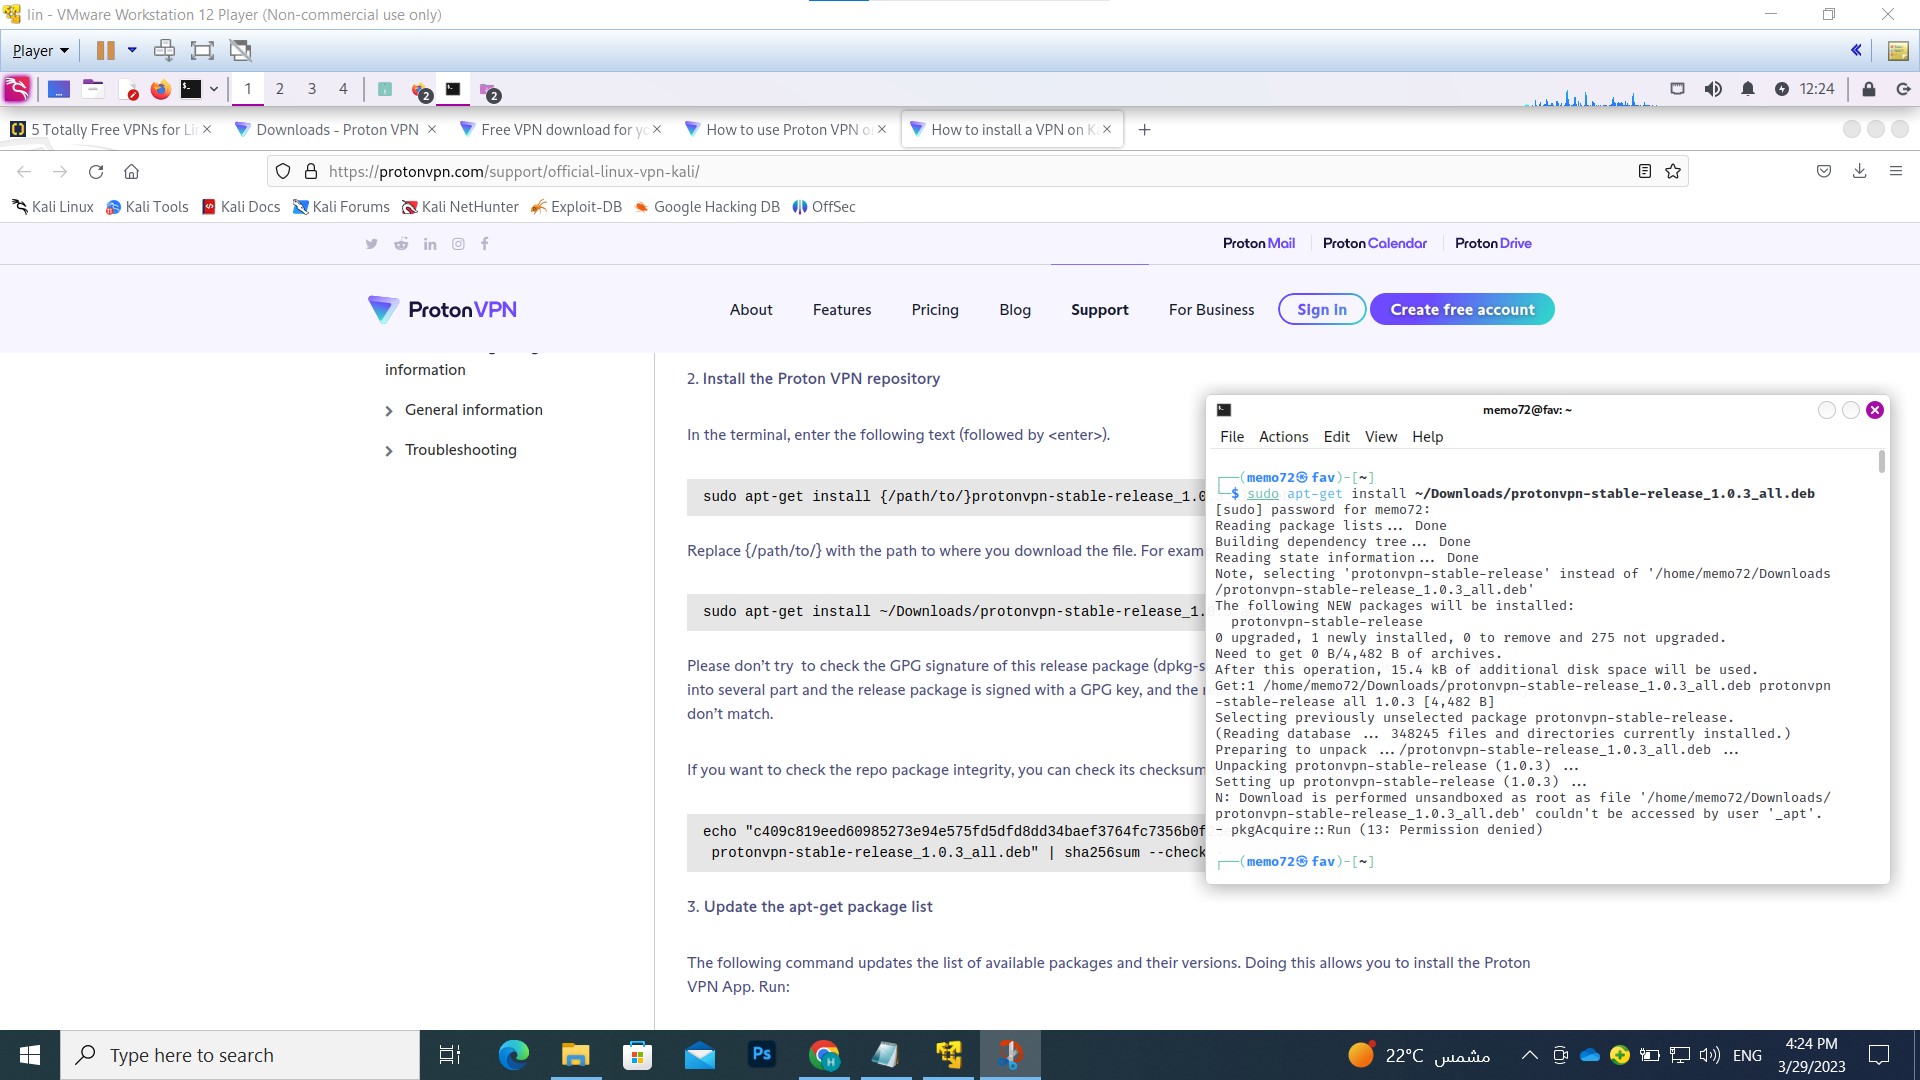 lin - VMware Workstation 12 Player (Non-commercial use only)
Player
1 2 3 4
2
2
12:24
5 Totally Free VPNs for Li
Downloads - Proton VPN
Free VPN download for yo
How to use Proton VPN o
How to install a VPN on K
https://protonvpn.com/support/official-linux-vpn-kali/
Kali Linux Kali Tools Kali Docs Kali Forums Kali NetHunter Exploit-DB Google Hacking DB OffSec
Proton Mail Proton Calendar Proton Drive
ProtonVPN
About Features Pricing Blog Support For Business Sign in Create free account
information
General information
Troubleshooting
2. Install the Proton VPN repository
In the terminal, enter the following text (followed by <enter>).
sudo apt-get install {/path/to/}protonvpn-stable-release_1.0
Replace {/path/to/} with the path to where you download the file. For exam
sudo apt-get install ~/Downloads/protonvpn-stable-release_1.
Please don’t try to check the GPG signature of this release package (dpkg-s
into several part and the release package is signed with a GPG key, and the
don’t match.
If you want to check the repo package integrity, you can check its checksum
echo "c409c819eed60985273e94e575fd5dfd8dd34baef3764fc7356b0f
protonvpn-stable-release_1.0.3_all.deb" | sha256sum --check
3. Update the apt-get package list
The following command updates the list of available packages and their versions. Doing this allows you to install the Proton
VPN App. Run:
memo72@fav: ~
File Actions Edit View Help
┌──(memo72㉿fav)-[~]
└─$ sudo apt-get install ~/Downloads/protonvpn-stable-release_1.0.3_all.deb
[sudo] password for memo72:
Reading package lists... Done
Building dependency tree... Done
Reading state information... Done
Note, selecting 'protonvpn-stable-release' instead of '/home/memo72/Downloads
/protonvpn-stable-release_1.0.3_all.deb'
The following NEW packages will be installed:
protonvpn-stable-release
0 upgraded, 1 newly installed, 0 to remove and 275 not upgraded.
Need to get 0 B/4,482 B of archives.
After this operation, 15.4 kB of additional disk space will be used.
Get:1 /home/memo72/Downloads/protonvpn-stable-release_1.0.3_all.deb protonvpn
-stable-release all 1.0.3 [4,482 B]
Selecting previously unselected package protonvpn-stable-release.
(Reading database ... 348245 files and directories currently installed.)
Preparing to unpack .../protonvpn-stable-release_1.0.3_all.deb ...
Unpacking protonvpn-stable-release (1.0.3) ...
Setting up protonvpn-stable-release (1.0.3) ...
N: Download is performed unsandboxed as root as file '/home/memo72/Downloads/
protonvpn-stable-release_1.0.3_all.deb' couldn't be accessed by user '_apt'.
- pkgAcquire::Run (13: Permission denied)
┌──(memo72㉿fav)-[~]
Type here to search
Ps
22°C مشمس
ENG
4:24 PM
3/29/2023